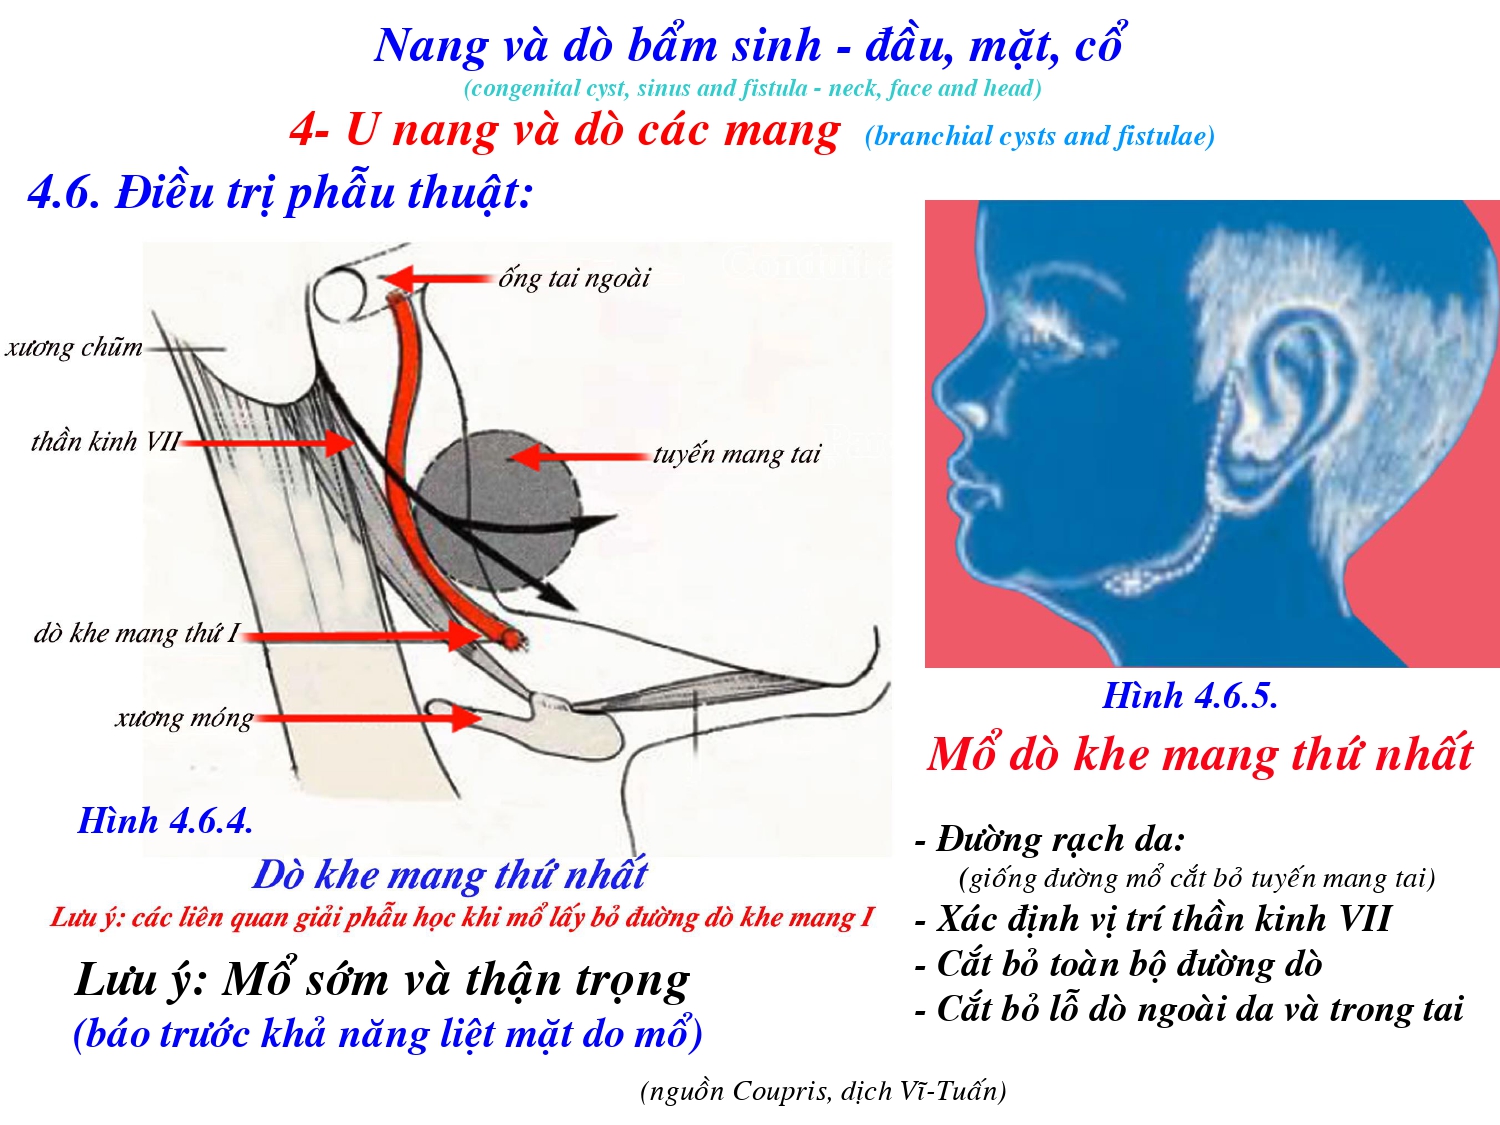 Nang và dò bẩm sinh - đầu, mặt, cổ
(congenital cyst, sinus and fistula - neck, face and head)
4- U nang và dò các mang (branchial cysts and fistulae)
4.6. Điều trị phẫu thuật:
ống tai ngoài
xương chũm
thần kinh VII
tuyến mang tai
dò khe mang thứ I
xương móng
Hình 4.6.4.
Dò khe mang thứ nhất
Lưu ý: các liên quan giải phẫu học khi mổ lấy bỏ đường dò khe mang I
Lưu ý: Mổ sớm và thận trọng
(báo trước khả năng liệt mặt do mổ)
Hình 4.6.5.
Mổ dò khe mang thứ nhất
- Đường rạch da:
(giống đường mổ cắt bỏ tuyến mang tai)
- Xác định vị trí thần kinh VII
- Cắt bỏ toàn bộ đường dò
- Cắt bỏ lỗ dò ngoài da và trong tai
(nguồn Coupris, dịch Vĩ-Tuấn)